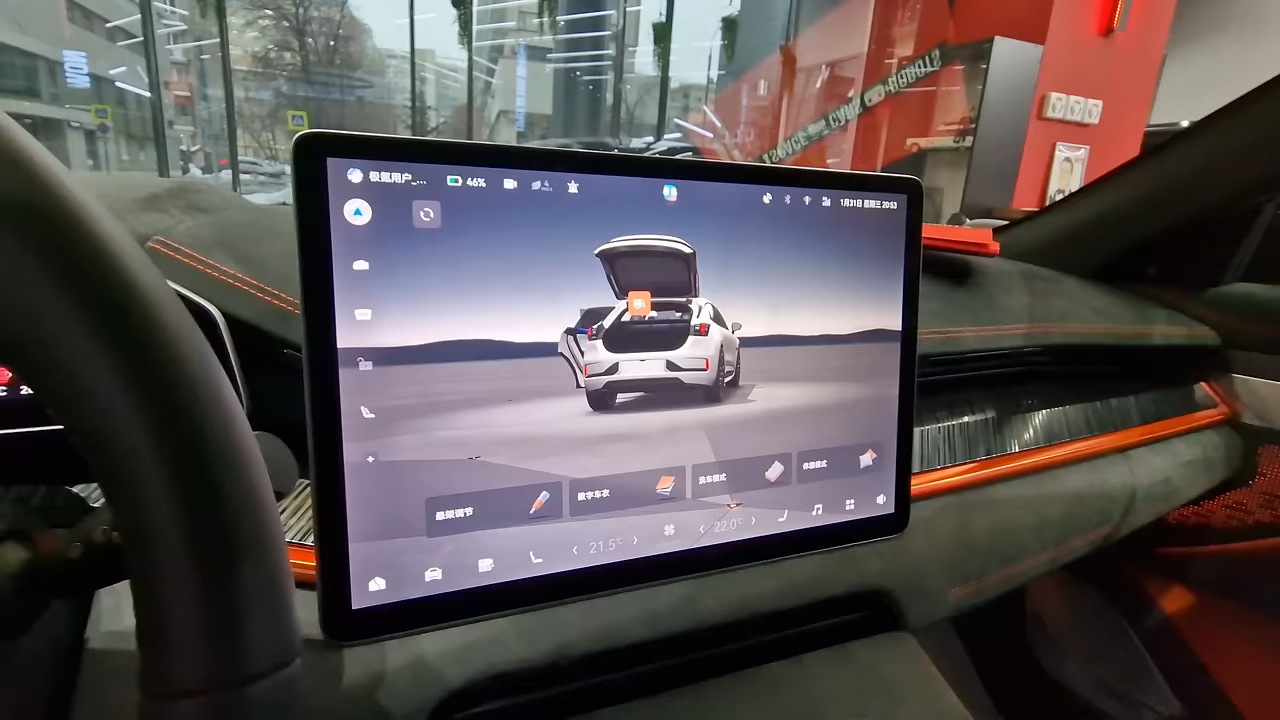 极氪用户_...
46%
4
1月31日 星期三 20:53
悬架调节
数字车衣
洗车模式
休憩模式
21.5°C
22.0°C